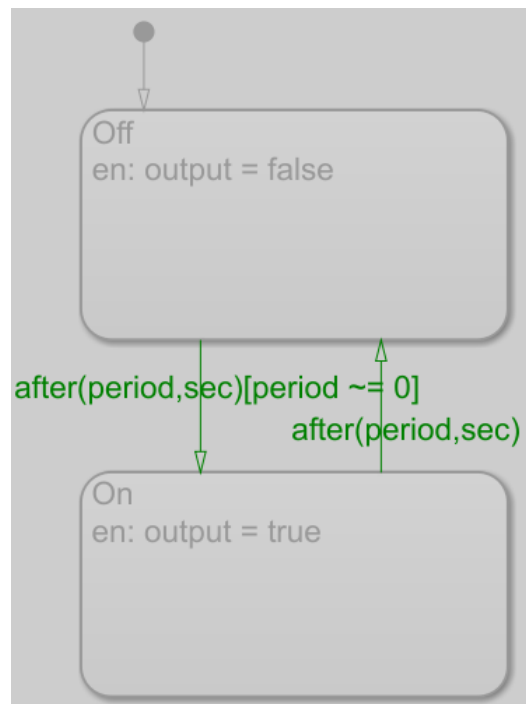 Off
en: output = false
after(period,sec)[period ~= 0]
after(period,sec)
On
en: output = true